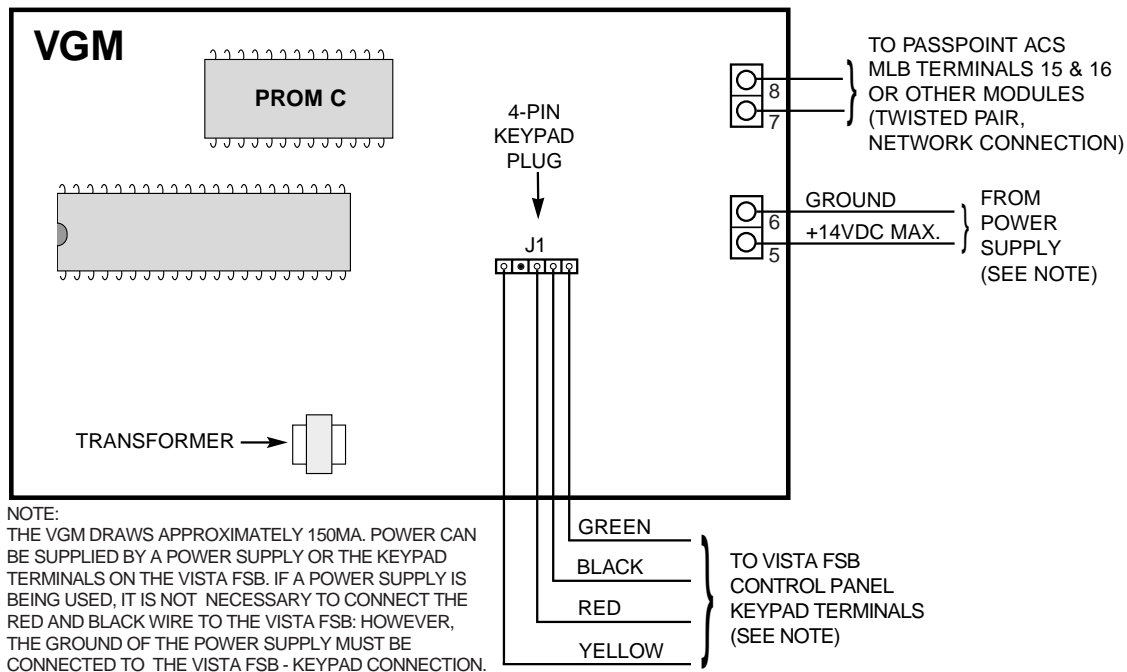 VGM
PROM C
4-PIN
KEYPAD
PLUG
J1
8
7
TO PASSPOINT ACS
MLB TERMINALS 15 & 16
OR OTHER MODULES
(TWISTED PAIR,
NETWORK CONNECTION)
6
5
GROUND
+14VDC MAX.
FROM
POWER
SUPPLY
(SEE NOTE)
TRANSFORMER
NOTE:
THE VGM DRAWS APPROXIMATELY 150MA. POWER CAN
BE SUPPLIED BY A POWER SUPPLY OR THE KEYPAD
TERMINALS ON THE VISTA FSB. IF A POWER SUPPLY IS
BEING USED, IT IS NOT NECESSARY TO CONNECT THE
RED AND BLACK WIRE TO THE VISTA FSB: HOWEVER,
THE GROUND OF THE POWER SUPPLY MUST BE
CONNECTED TO THE VISTA FSB - KEYPAD CONNECTION.
GREEN
BLACK
RED
YELLOW
TO VISTA FSB
CONTROL PANEL
KEYPAD TERMINALS
(SEE NOTE)